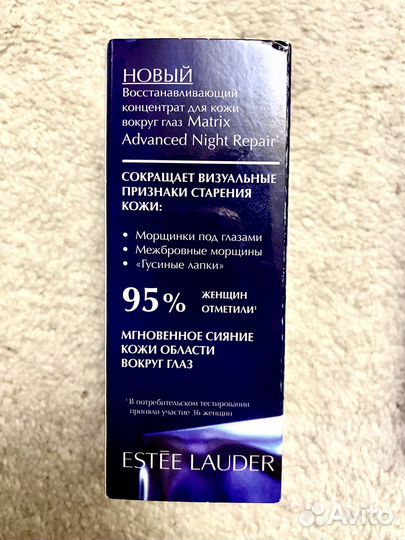 НОВЫЙ
Восстанавливающий
концентрат для кожи
вокруг глаз Matrix
Advanced Night Repair
СОКРАЩАЕТ ВИЗУАЛЬНЫЕ
ПРИЗНАКИ СТАРЕНИЯ
КОЖИ:
• Морщинки под глазами
• Межбровные морщины
• «Гусиные лапки»
95% ЖЕНЩИН
ОТМЕТИЛИ¹
МГНОВЕННОЕ СИЯНИЕ
КОЖИ ОБЛАСТИ
ВОКРУГ ГЛАЗ
¹ В потребительском тестировании
приняли участие 36 женщин
ESTĒE LAUDER
Avito